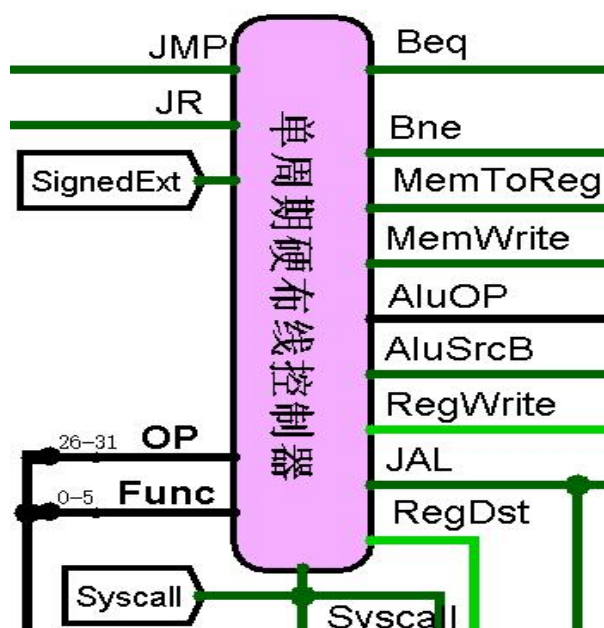 JMP
JR
SignedExt
26-31 OP
0-5 Func
Syscall
单周期硬布线控制器
Beq
Bne
MemToReg
MemWrite
AluOP
AluSrcB
RegWrite
JAL
RegDst
Syscall